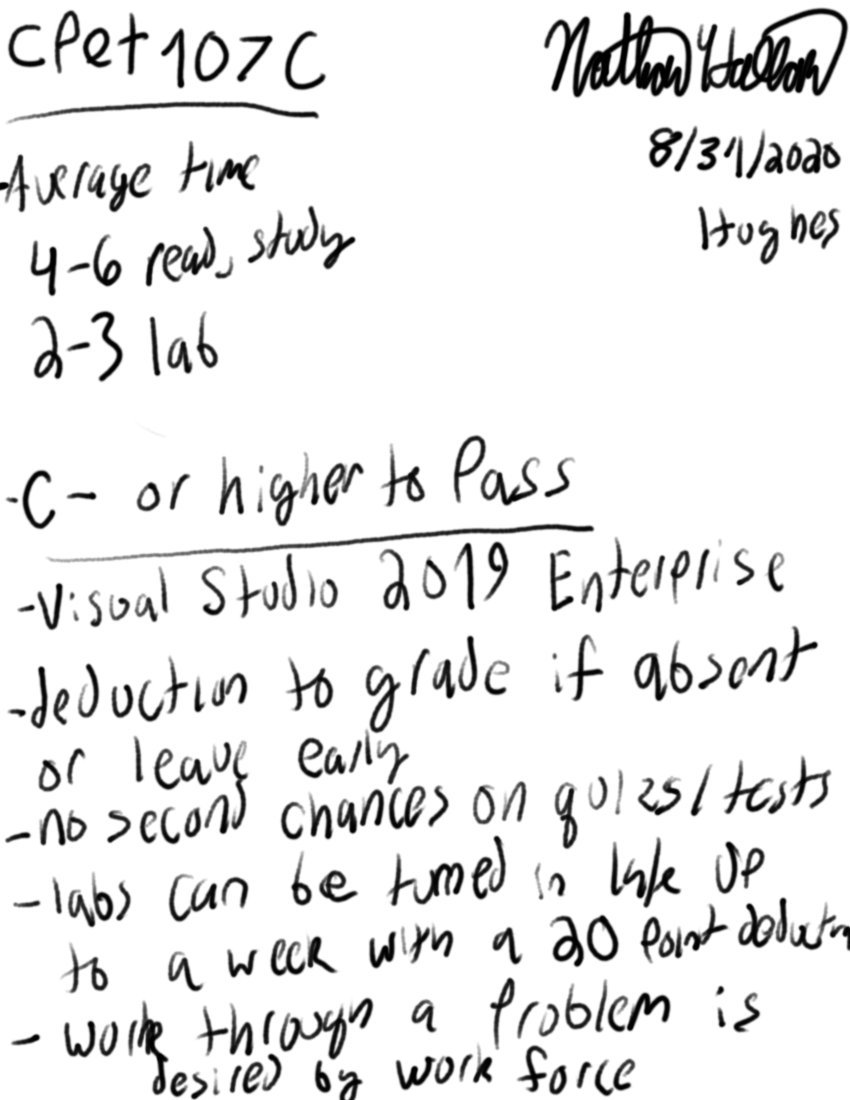 CPet 107C
Nathan
8/31/2020
Hughes
-Average time
4-6 read, study
2-3 lab
-C- or higher to Pass
-Visual Studio 2019 Enterprise
-deduction to grade if absent
or leave early
-no second chances on quizs/tests
-labs can be turned in late up
to a week with a 20 Point deductn
- work through a Problem is
desired by work force